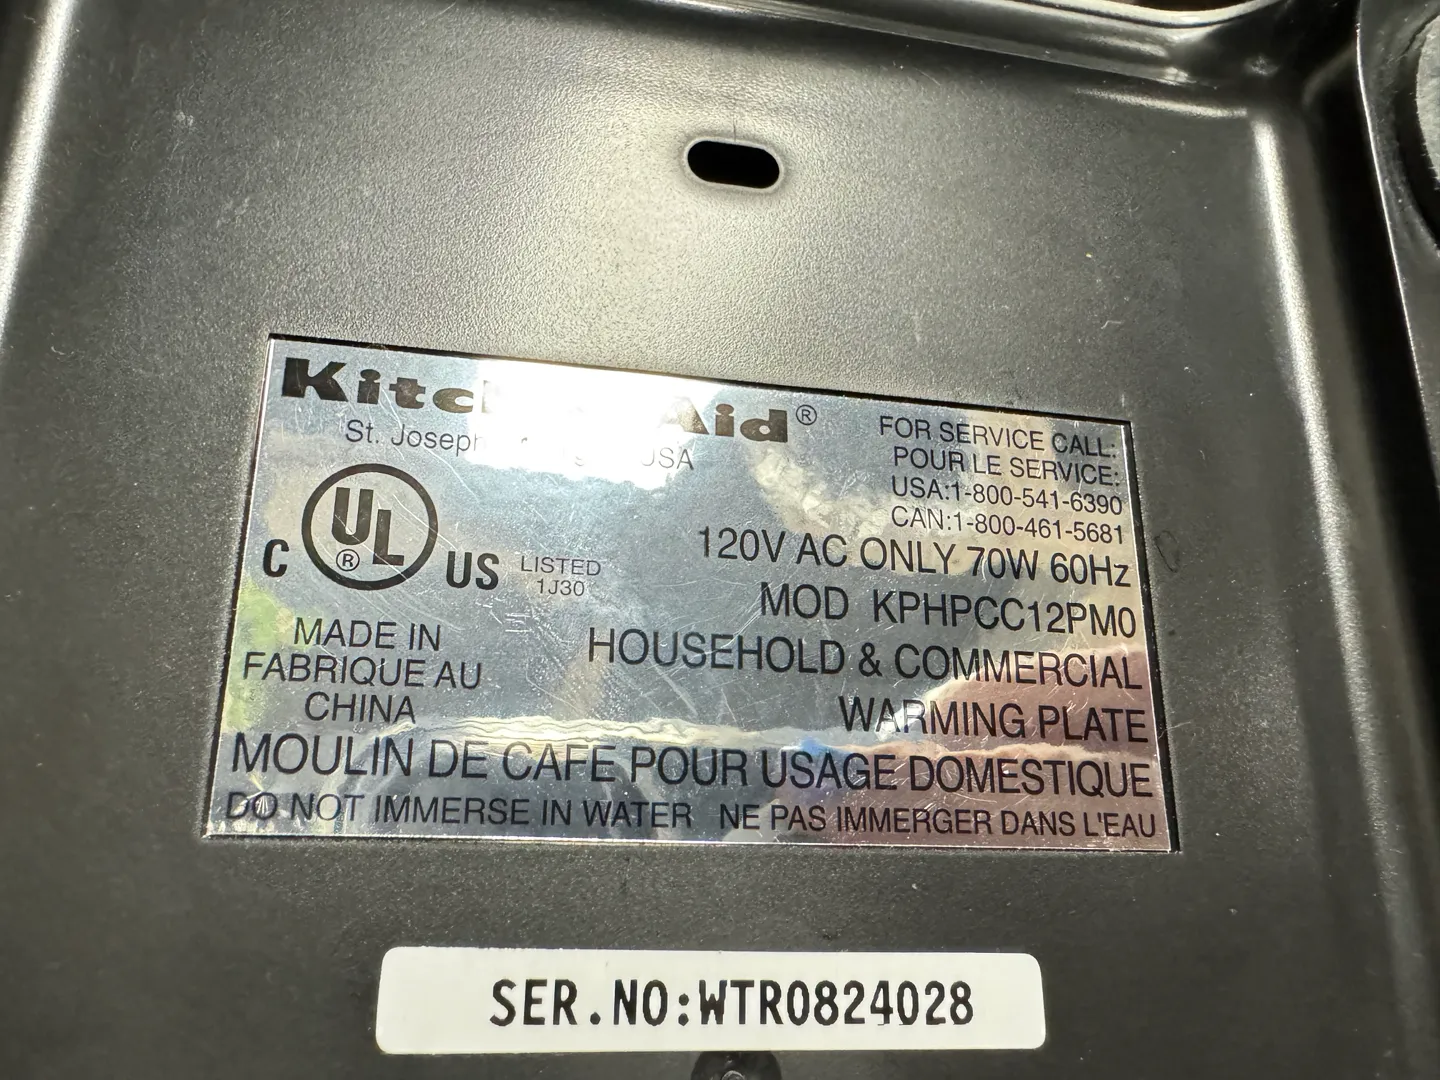 KitchenAid®
St. Joseph USA
FOR SERVICE CALL:
POUR LE SERVICE:
USA:1-800-541-6390
CAN:1-800-461-5681
C UL® US LISTED
1J30
120V AC ONLY 70W 60Hz
MOD KPHPCC12PM0
HOUSEHOLD & COMMERCIAL
WARMING PLATE
MADE IN
FABRIQUE AU
CHINA
MOULIN DE CAFE POUR USAGE DOMESTIQUE
DO NOT IMMERSE IN WATER NE PAS IMMERGER DANS L'EAU
SER.NO:WTR0824028